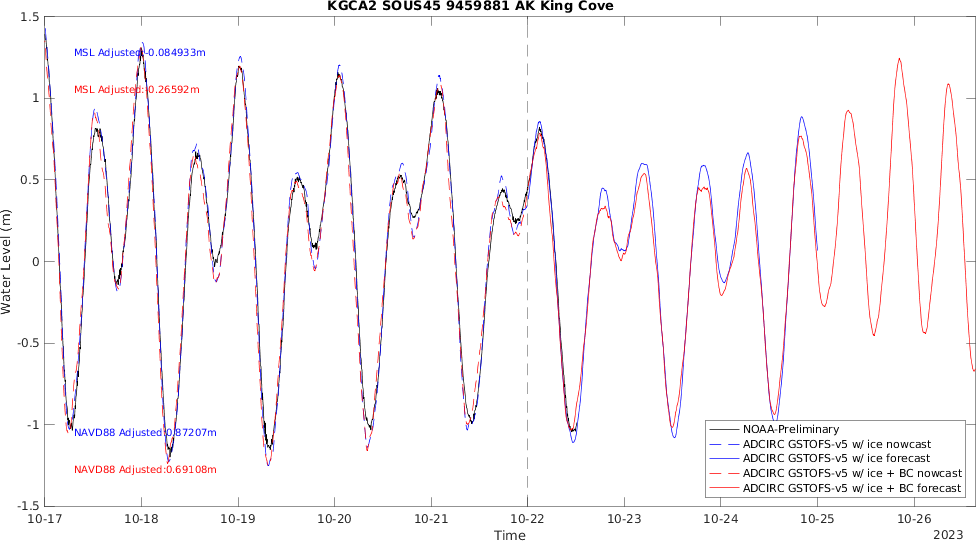 KGCA2 SOUS45 9459881 AK King Cove
1.5
1
0.5
0
-0.5
-1
-1.5
Water Level (m)
MSL Adjusted:-0.084933m
MSL Adjusted:-0.26592m
NAVD88 Adjusted:0.87207m
NAVD88 Adjusted:0.69108m
NOAA-Preliminary
ADCIRC GSTOFS-v5 w/ ice nowcast
ADCIRC GSTOFS-v5 w/ ice forecast
ADCIRC GSTOFS-v5 w/ ice + BC nowcast
ADCIRC GSTOFS-v5 w/ ice + BC forecast
10-17 10-18 10-19 10-20 10-21 10-22 10-23 10-24 10-25 10-26
Time
2023